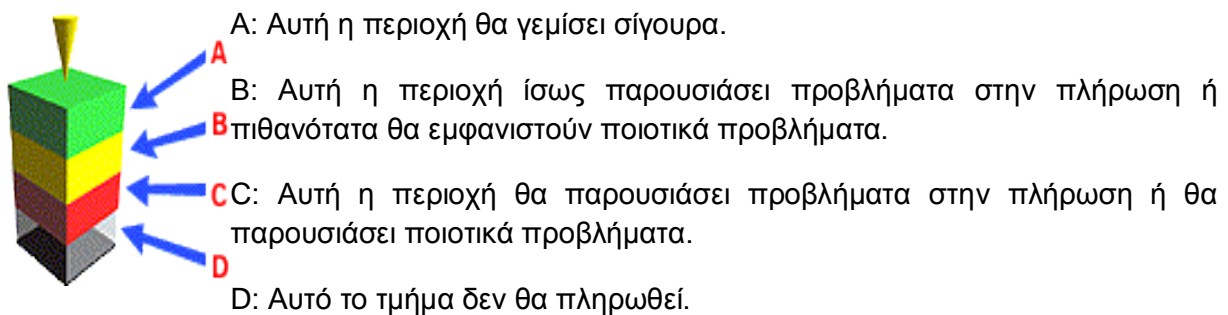 A: Αυτή η περιοχή θα γεμίσει σίγουρα.
A
B: Αυτή η περιοχή ίσως παρουσιάσει προβλήματα στην πλήρωση ή
B πιθανότατα θα εμφανιστούν ποιοτικά προβλήματα.
C C: Αυτή η περιοχή θα παρουσιάσει προβλήματα στην πλήρωση ή θα
παρουσιάσει ποιοτικά προβλήματα.
D
D: Αυτό το τμήμα δεν θα πληρωθεί.